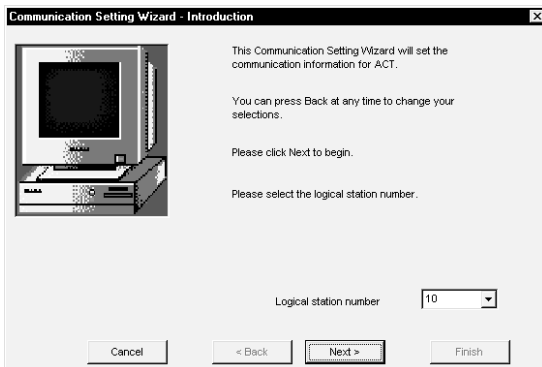 Communication Setting Wizard - Introduction
This Communication Setting Wizard will set the
communication information for ACT.
You can press Back at any time to change your
selections.
Please click Next to begin.
Please select the logical station number.
Logical station number 10
Cancel < Back Next > Finish